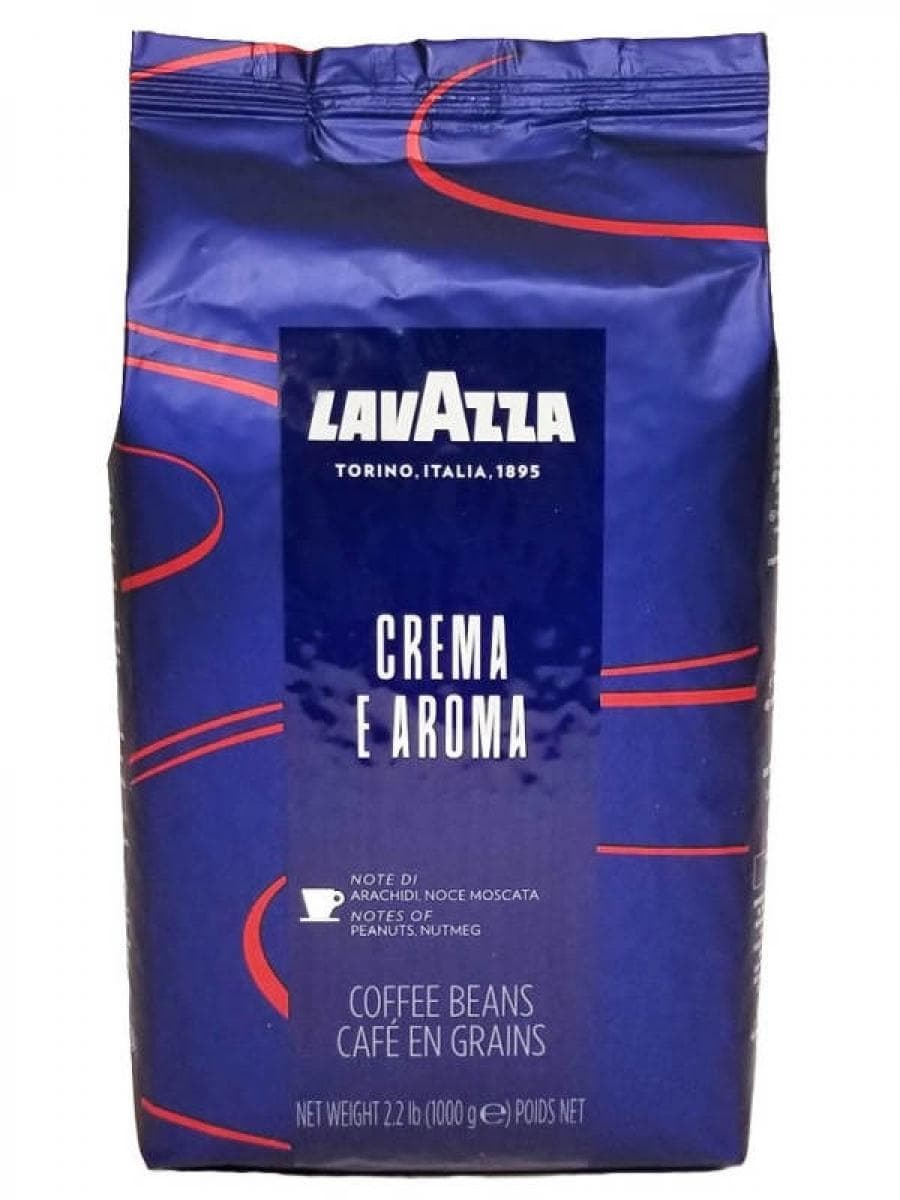 LAVAZZA
TORINO, ITALIA, 1895
CREMA
E AROMA
NOTE DI
ARACHIDI, NOCE MOSCATA
NOTES OF
PEANUTS, NUTMEG
COFFEE BEANS
CAFÉ EN GRAINS
NET WEIGHT 2.2 lb (1000 g ℮) POIDS NET